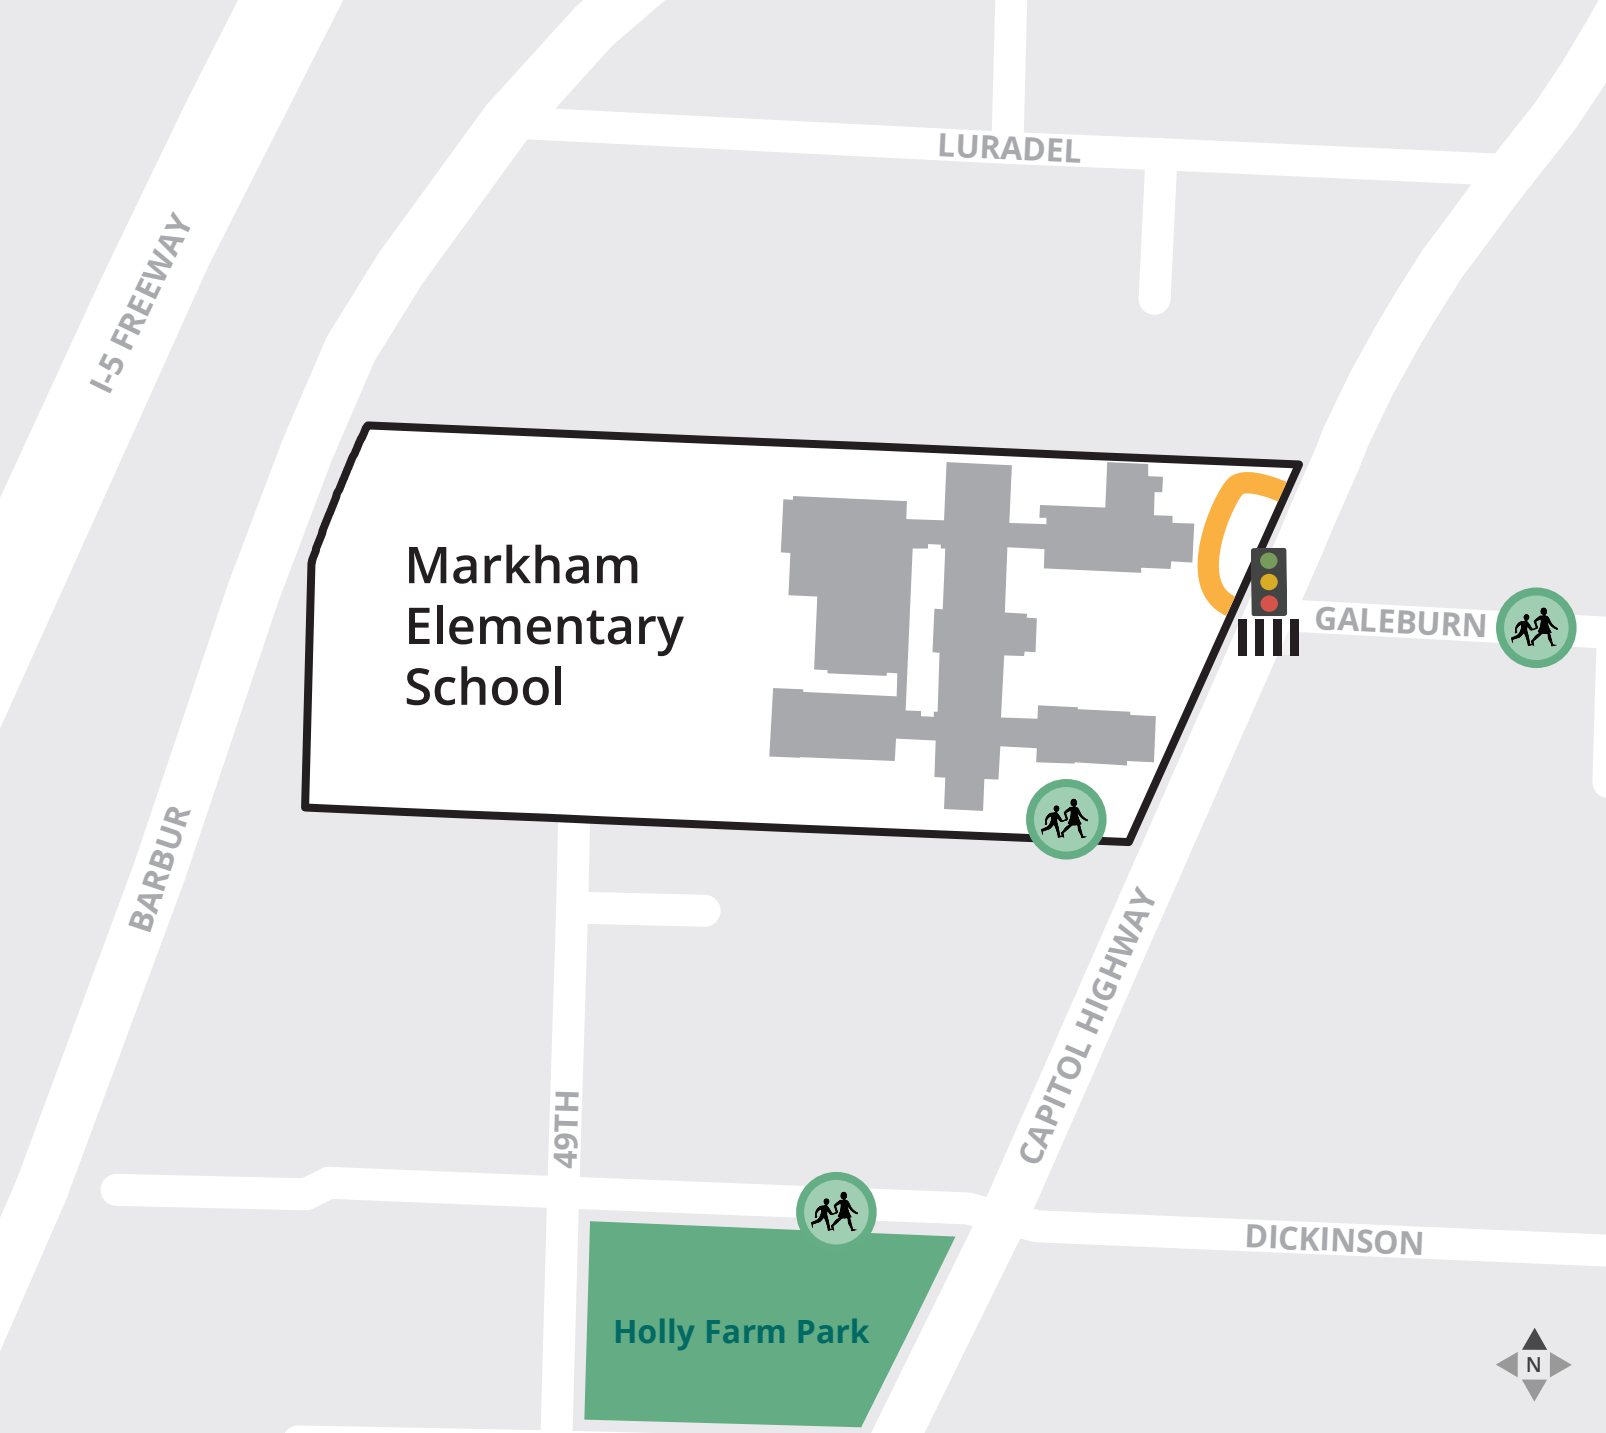 LURADEL
I-5 FREEWAY
Markham
Elementary
School
GALEBURN
BARBUR
CAPITOL HIGHWAY
49TH
DICKINSON
Holly Farm Park
N